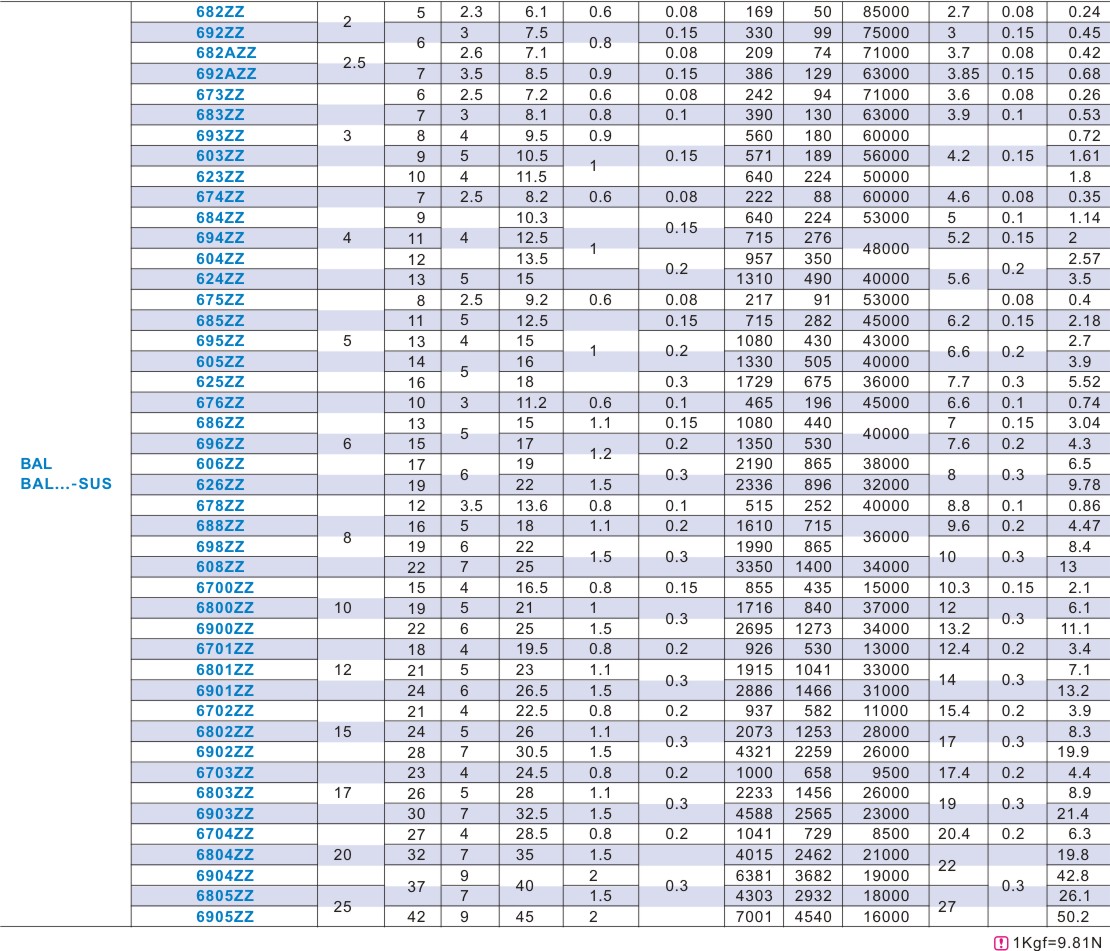 682ZZ 2 5 2.3 6.1 0.6 0.08 169 50 85000 2.7 0.08 0.24
692ZZ 6 3 7.5 0.8 0.15 330 99 75000 3 0.15 0.45
682AZZ 2.5 2.6 7.1 0.08 209 74 71000 3.7 0.08 0.42
692AZZ 7 3.5 8.5 0.9 0.15 386 129 63000 3.85 0.15 0.68
673ZZ 6 2.5 7.2 0.6 0.08 242 94 71000 3.6 0.08 0.26
683ZZ 7 3 8.1 0.8 0.1 390 130 63000 3.9 0.1 0.53
693ZZ 3 8 4 9.5 0.9 560 180 60000 0.72
603ZZ 9 5 10.5 1 0.15 571 189 56000 4.2 0.15 1.61
623ZZ 10 4 11.5 640 224 50000 1.8
674ZZ 7 2.5 8.2 0.6 0.08 222 88 60000 4.6 0.08 0.35
684ZZ 9 10.3 0.15 640 224 53000 5 0.1 1.14
694ZZ 4 11 4 12.5 1 715 276 48000 5.2 0.15 2
604ZZ 12 13.5 0.2 957 350 0.2 2.57
624ZZ 13 5 15 1310 490 40000 5.6 3.5
675ZZ 8 2.5 9.2 0.6 0.08 217 91 53000 0.08 0.4
685ZZ 11 5 12.5 0.15 715 282 45000 6.2 0.15 2.18
695ZZ 5 13 4 15 1 0.2 1080 430 43000 6.6 0.2 2.7
605ZZ 14 5 16 1330 505 40000 3.9
625ZZ 16 18 0.3 1729 675 36000 7.7 0.3 5.52
676ZZ 10 3 11.2 0.6 0.1 465 196 45000 6.6 0.1 0.74
686ZZ 13 5 15 1.1 0.15 1080 440 40000 7 0.15 3.04
696ZZ 6 15 17 1.2 0.2 1350 530 7.6 0.2 4.3
BAL 606ZZ 17 6 19 0.3 2190 865 38000 8 0.3 6.5
BAL...-SUS 626ZZ 19 22 1.5 2336 896 32000 9.78
678ZZ 12 3.5 13.6 0.8 0.1 515 252 40000 8.8 0.1 0.86
688ZZ 8 16 5 18 1.1 0.2 1610 715 36000 9.6 0.2 4.47
698ZZ 19 6 22 1.5 0.3 1990 865 10 0.3 8.4
608ZZ 22 7 25 3350 1400 34000 13
6700ZZ 15 4 16.5 0.8 0.15 855 435 15000 10.3 0.15 2.1
6800ZZ 10 19 5 21 1 0.3 1716 840 37000 12 0.3 6.1
6900ZZ 22 6 25 1.5 2695 1273 34000 13.2 11.1
6701ZZ 18 4 19.5 0.8 0.2 926 530 13000 12.4 0.2 3.4
6801ZZ 12 21 5 23 1.1 0.3 1915 1041 33000 14 0.3 7.1
6901ZZ 24 6 26.5 1.5 2886 1466 31000 13.2
6702ZZ 21 4 22.5 0.8 0.2 937 582 11000 15.4 0.2 3.9
6802ZZ 15 24 5 26 1.1 0.3 2073 1253 28000 17 0.3 8.3
6902ZZ 28 7 30.5 1.5 4321 2259 26000 19.9
6703ZZ 23 4 24.5 0.8 0.2 1000 658 9500 17.4 0.2 4.4
6803ZZ 17 26 5 28 1.1 0.3 2233 1456 26000 19 0.3 8.9
6903ZZ 30 7 32.5 1.5 4588 2565 23000 21.4
6704ZZ 27 4 28.5 0.8 0.2 1041 729 8500 20.4 0.2 6.3
6804ZZ 20 32 7 35 1.5 4015 2462 21000 22 19.8
6904ZZ 37 9 40 2 0.3 6381 3682 19000 0.3 42.8
6805ZZ 25 7 1.5 4303 2932 18000 27 26.1
6905ZZ 42 9 45 2 7001 4540 16000 50.2
! 1Kgf=9.81N